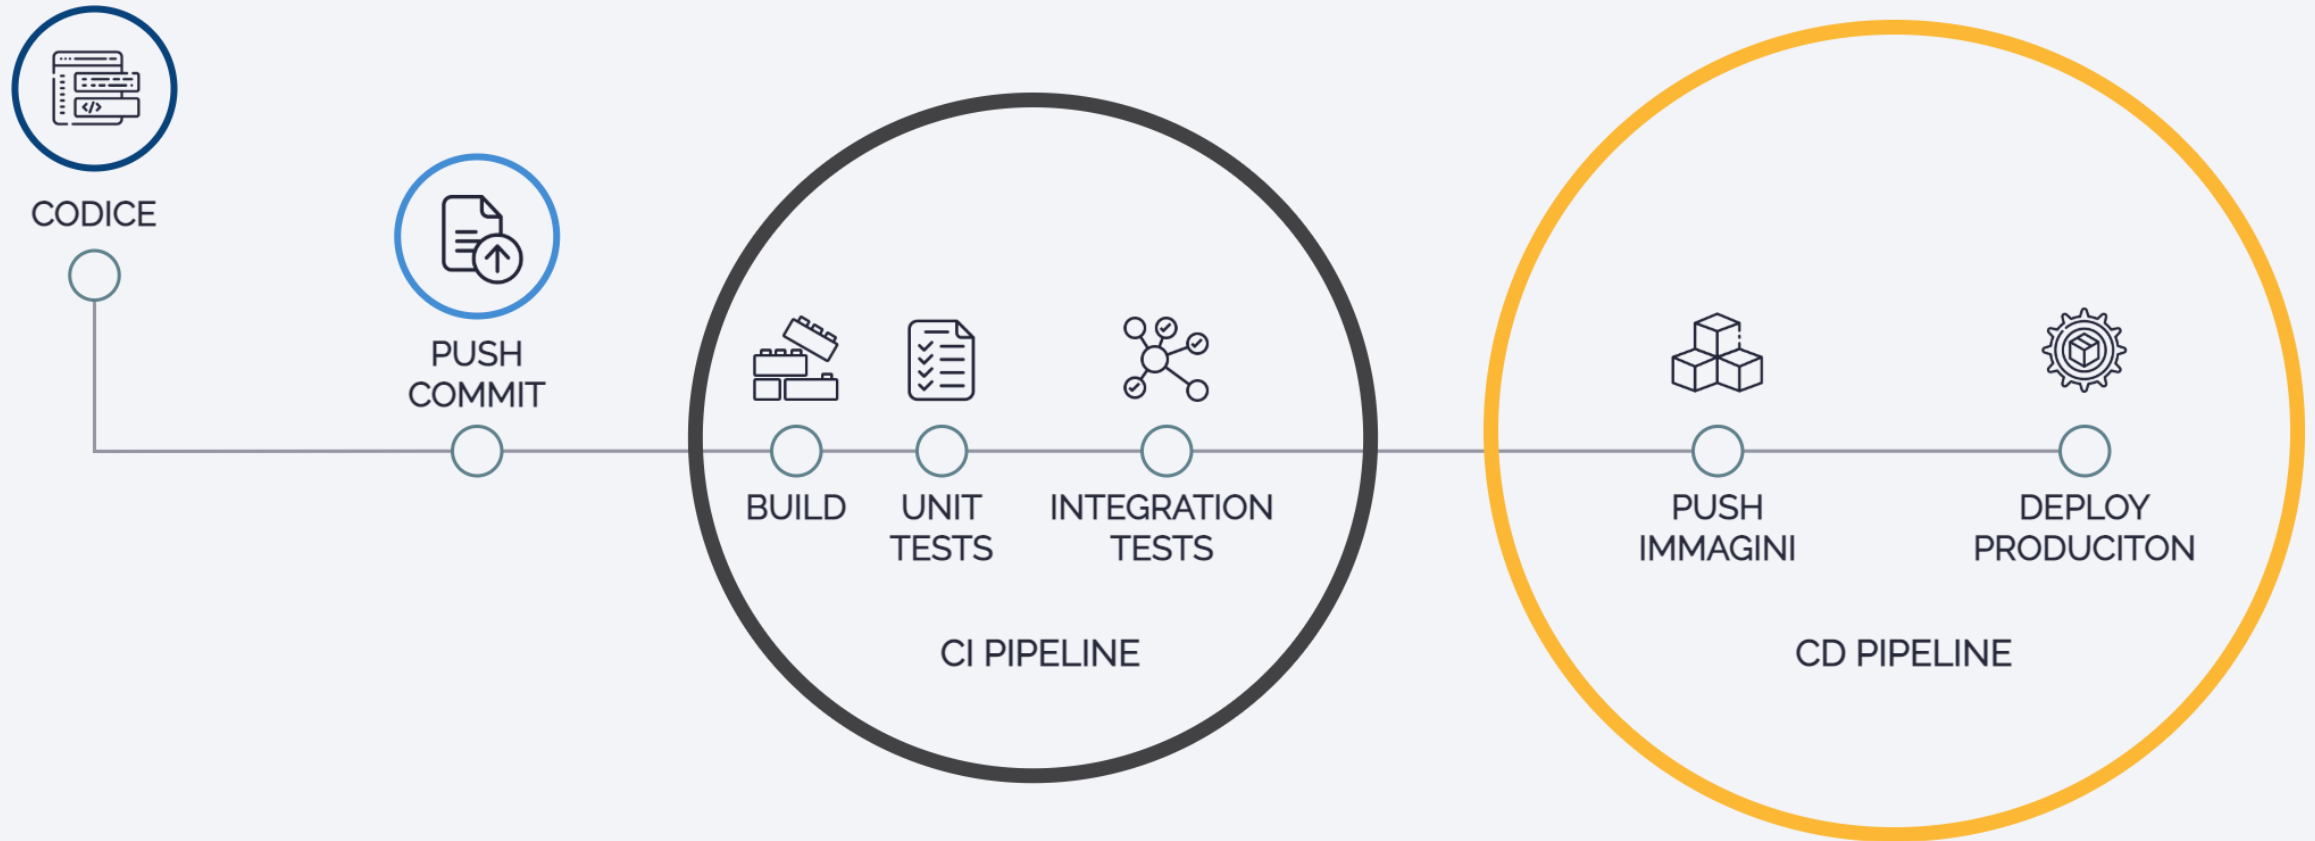 CODICE
PUSH
COMMIT
BUILD
UNIT
TESTS
INTEGRATION
TESTS
CI PIPELINE
PUSH
IMMAGINI
DEPLOY
PRODUCITON
CD PIPELINE